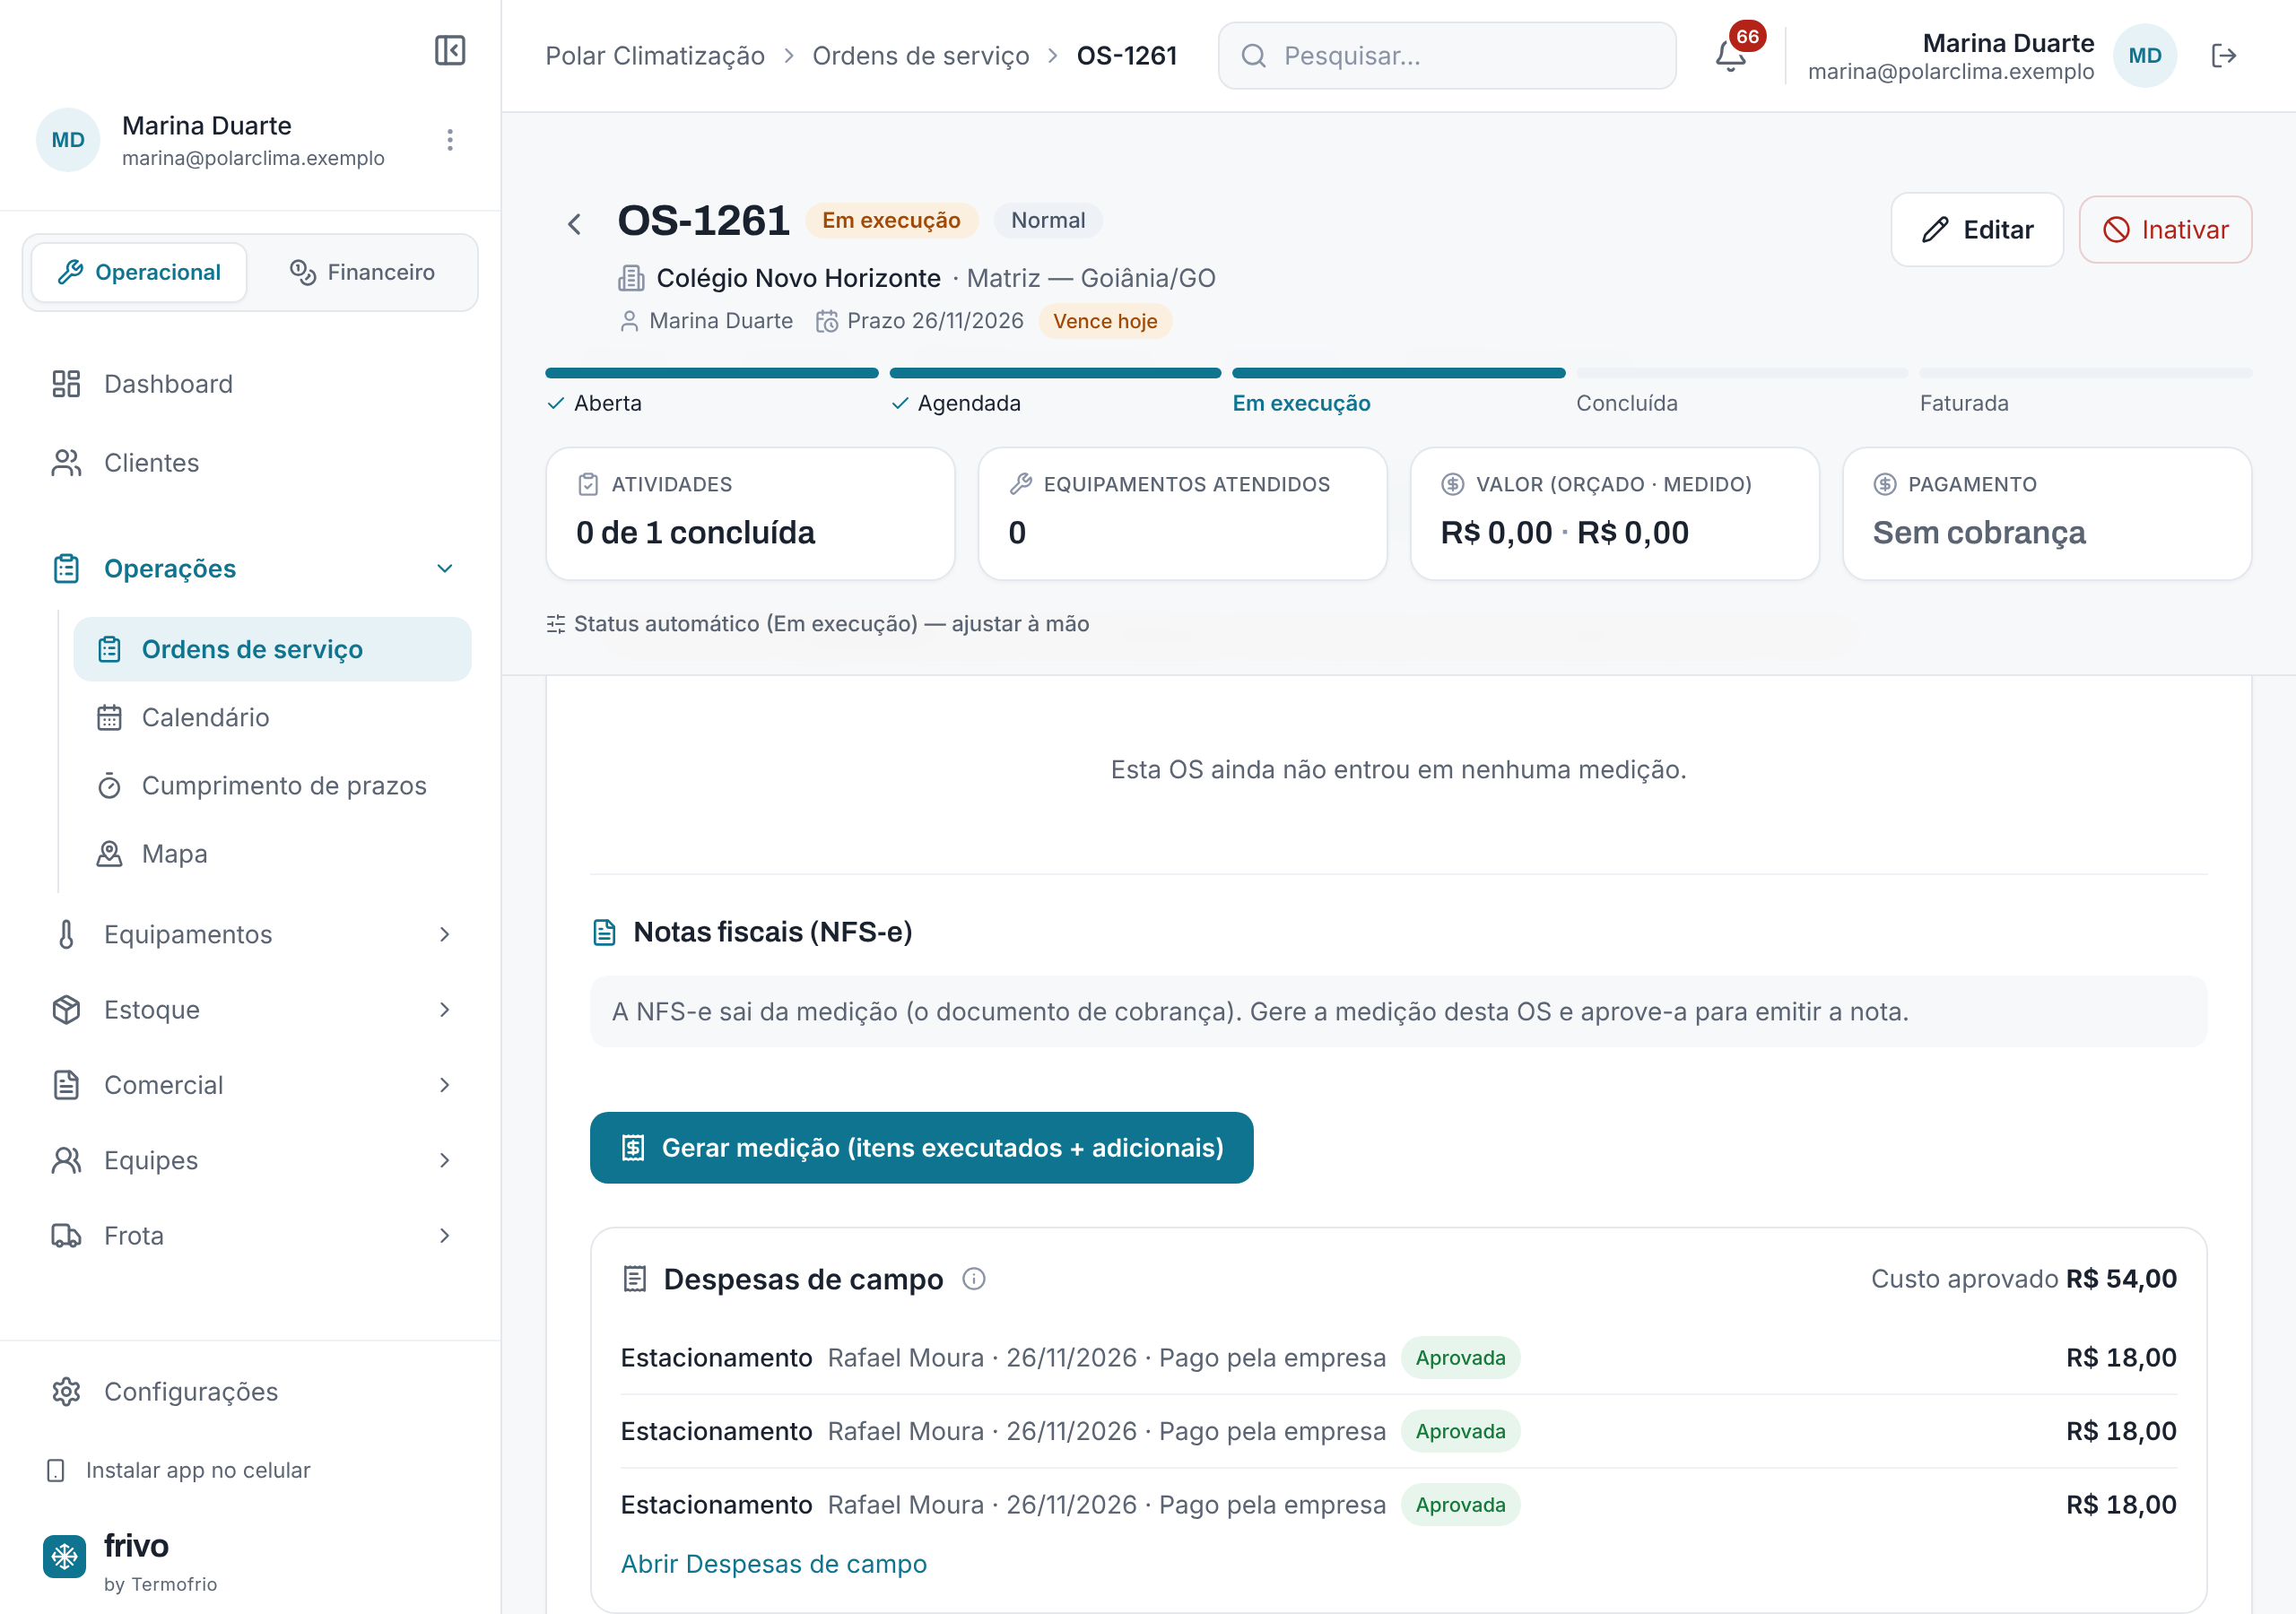 Polar Climatização > Ordens de serviço > OS-1261
Pesquisar...
66
Marina Duarte
marina@polarclima.exemplo
MD
MD
Marina Duarte
marina@polarclima.exemplo
Operacional
Financeiro
Dashboard
Clientes
Operações
Ordens de serviço
Calendário
Cumprimento de prazos
Mapa
Equipamentos
Estoque
Comercial
Equipes
Frota
Configurações
Instalar app no celular
frivo
by Termofrio
OS-1261 Em execução Normal
Editar
Inativar
Colégio Novo Horizonte · Matriz — Goiânia/GO
Marina Duarte Prazo 26/11/2026 Vence hoje
Aberta
Agendada
Em execução
Concluída
Faturada
ATIVIDADES
0 de 1 concluída
EQUIPAMENTOS ATENDIDOS
0
VALOR (ORÇADO · MEDIDO)
R$ 0,00 · R$ 0,00
PAGAMENTO
Sem cobrança
Status automático (Em execução) — ajustar à mão
Esta OS ainda não entrou em nenhuma medição.
Notas fiscais (NFS-e)
A NFS-e sai da medição (o documento de cobrança). Gere a medição desta OS e aprove-a para emitir a nota.
Gerar medição (itens executados + adicionais)
Despesas de campo
Custo aprovado R$ 54,00
Estacionamento Rafael Moura · 26/11/2026 · Pago pela empresa Aprovada R$ 18,00
Estacionamento Rafael Moura · 26/11/2026 · Pago pela empresa Aprovada R$ 18,00
Estacionamento Rafael Moura · 26/11/2026 · Pago pela empresa Aprovada R$ 18,00
Abrir Despesas de campo